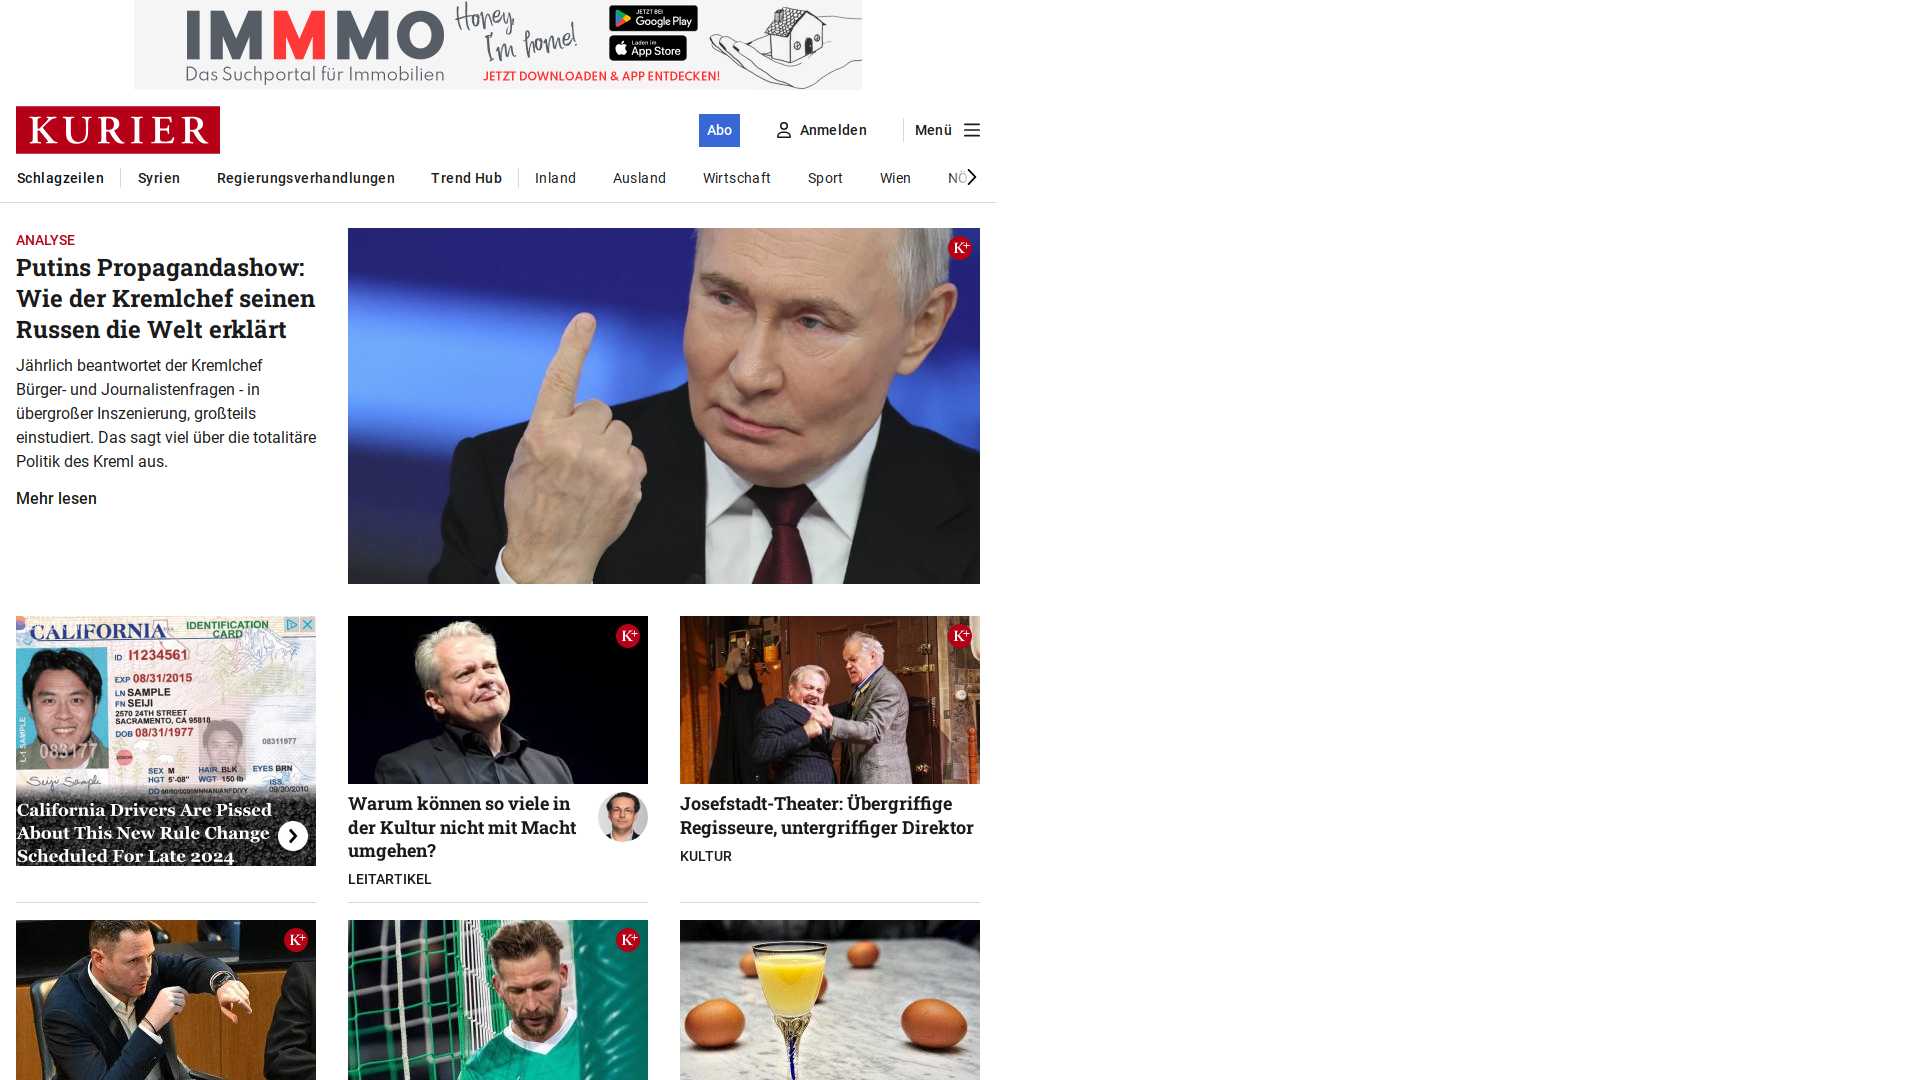 IMMMO
Das Suchportal für Immobilien
Honey,
I'm home!
JETZT BEI
Google Play
Laden im
App Store
JETZT DOWNLOADEN & APP ENTDECKEN!
KURIER
Abo
Anmelden
Menü
Schlagzeilen
Syrien
Regierungsverhandlungen
Trend Hub
Inland
Ausland
Wirtschaft
Sport
Wien
NÖ
ANALYSE
Putins Propagandashow:
Wie der Kremlchef seinen
Russen die Welt erklärt
Jährlich beantwortet der Kremlchef
Bürger- und Journalistenfragen - in
übergroßer Inszenierung, großteils
einstudiert. Das sagt viel über die totalitäre
Politik des Kreml aus.
Mehr lesen
K+
CALIFORNIA
IDENTIFICATION
CARD
ID I1234561
EXP 08/31/2015
LN SAMPLE
FN SEIJI
2570 24TH STREET
SACRAMENTO, CA 95818
DOB 08/31/1977
083177
08311977
SEX M
HAIR BLK
EYES BRN
HGT 5'-08"
WGT 150 lb
ISS.
09/30/2010
Seiji Sample
California Drivers Are Pissed
About This New Rule Change
Scheduled For Late 2024
K+
Warum können so viele in
der Kultur nicht mit Macht
umgehen?
LEITARTIKEL
K+
Josefstadt-Theater: Übergriffige
Regisseure, untergriffiger Direktor
KULTUR
K+
K+